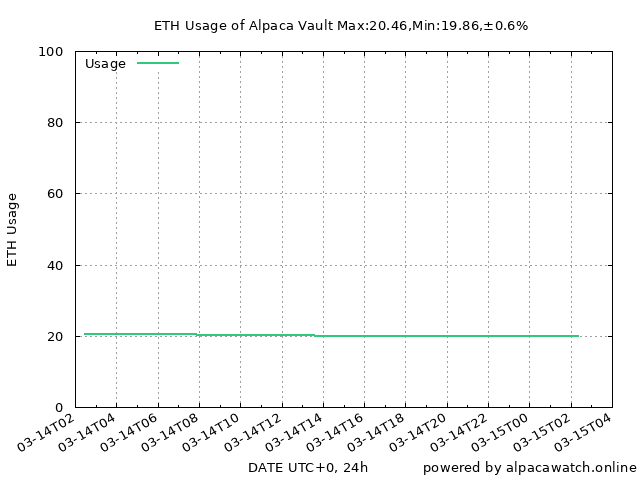 ETH Usage of Alpaca Vault Max:20.46,Min:19.86,±0.6%
100
Usage
80
60
ETH Usage
40
20
0
03-14T02
03-14T04
03-14T06
03-14T08
03-14T10
03-14T12
03-14T14
03-14T16
03-14T18
03-14T20
03-14T22
03-15T00
03-15T02
03-15T04
DATE UTC+0, 24h
powered by alpacawatch.online